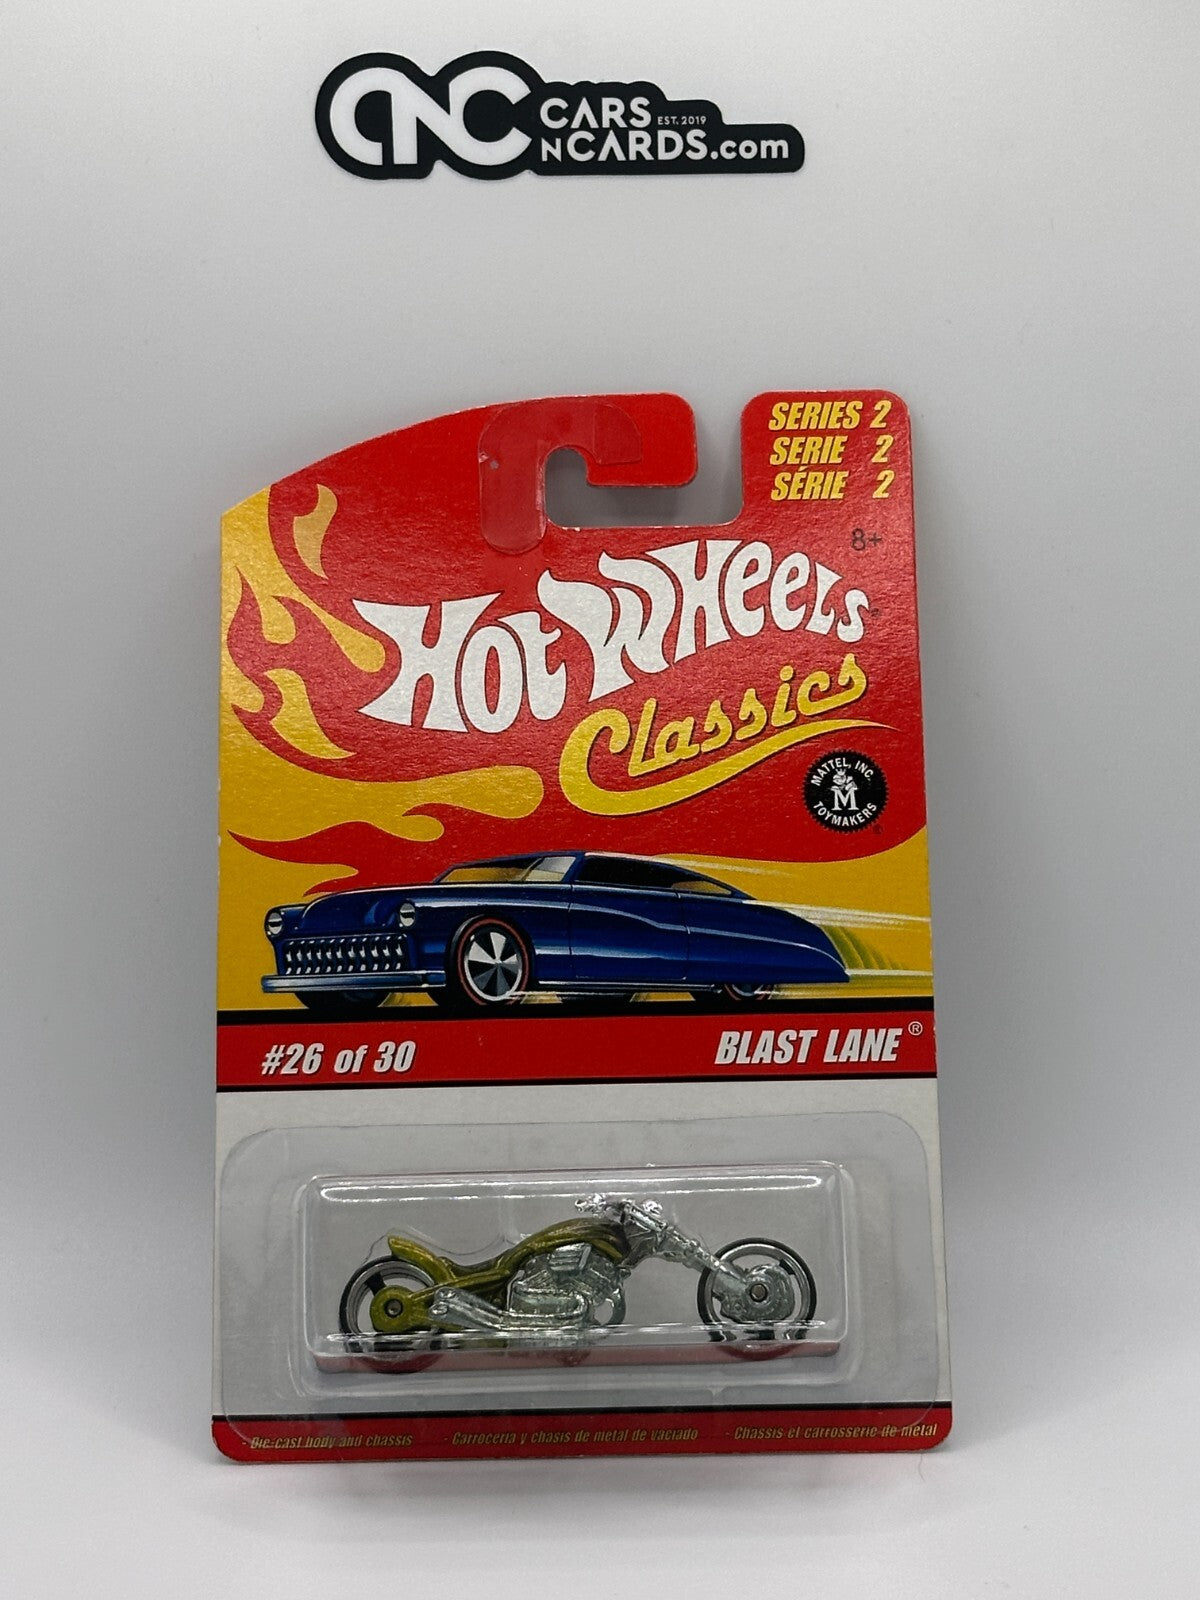 CNC CARS EST. 2019
N CARDS.com
SERIES 2
SERIE 2
SÉRIE 2
8+
HOT WHEELS
Classics
MATTEL, INC.
M
TOYMAKERS
#26 of 30
BLAST LANE®
- Die-cast body and chassis - Carrocería y chasis de metal de vaciado - Chassis et carrosserie de métal